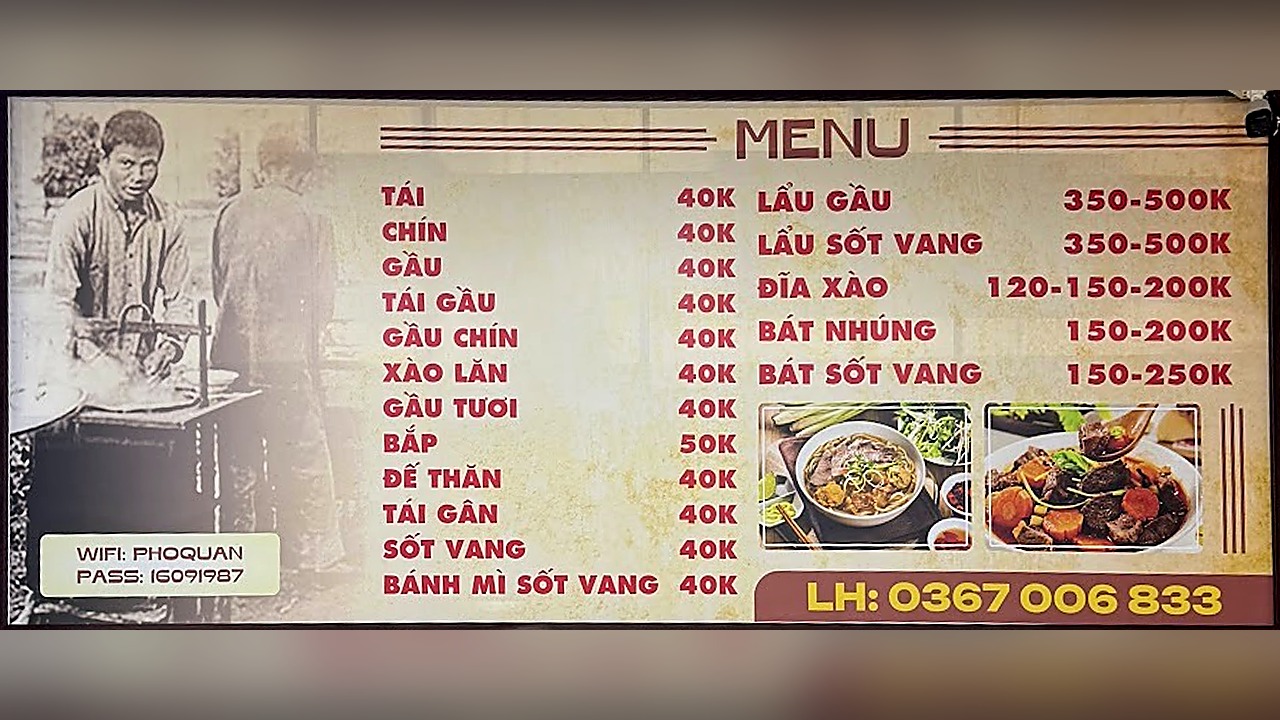 MENU
TÁI 40K
CHÍN 40K
GẦU 40K
TÁI GẦU 40K
GẦU CHÍN 40K
XÀO LĂN 40K
GẦU TƯƠI 40K
BẮP 50K
ĐẾ THĂN 40K
TÁI GÂN 40K
SỐT VANG 40K
BÁNH MÌ SỐT VANG 40K
LẨU GẦU 350-500K
LẨU SỐT VANG 350-500K
ĐĨA XÀO 120-150-200K
BÁT NHÚNG 150-200K
BÁT SỐT VANG 150-250K
WIFI: PHOQUAN
PASS: 16091987
LH: 0367 006 833